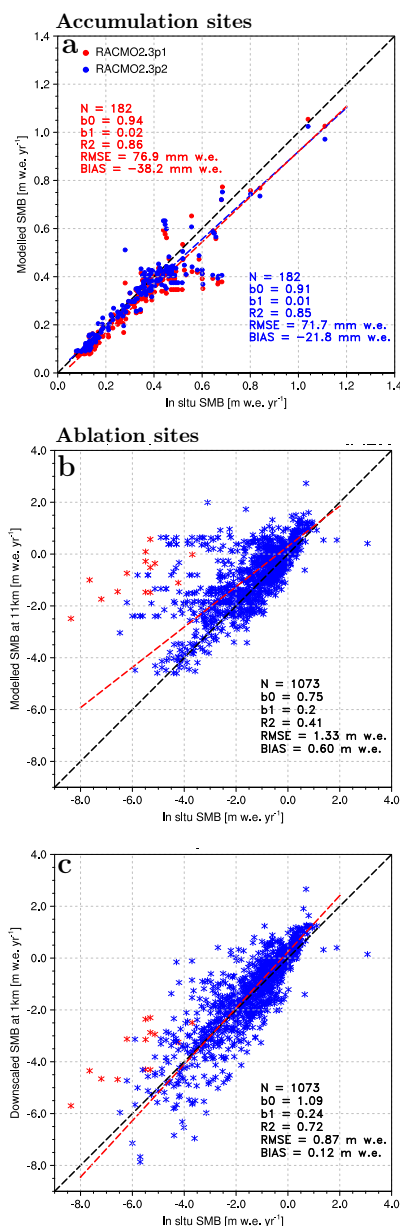 Accumulation sites
a
RACMO2.3p1
RACMO2.3p2
N = 182
b0 = 0.94
b1 = 0.02
R2 = 0.86
RMSE = 76.9 mm w.e.
BIAS = -38.2 mm w.e.
N = 182
b0 = 0.91
b1 = 0.01
R2 = 0.85
RMSE = 71.7 mm w.e.
BIAS = -21.8 mm w.e.
Modelled SMB [m w.e. yr-1]
1.4
1.2
1.0
0.8
0.6
0.4
0.2
0.0
0.0 0.2 0.4 0.6 0.8 1.0 1.2 1.4
In situ SMB [m w.e. yr-1]
Ablation sites
b
Modelled SMB at 11km [m w.e. yr-1]
4.0
2.0
0.0
-2.0
-4.0
-6.0
-8.0
N = 1073
b0 = 0.75
b1 = 0.2
R2 = 0.41
RMSE = 1.33 m w.e.
BIAS = 0.60 m w.e.
-8.0 -6.0 -4.0 -2.0 0.0 2.0 4.0
In situ SMB [m w.e. yr-1]
c
Downscaled SMB at 1km [m w.e. yr-1]
4.0
2.0
0.0
-2.0
-4.0
-6.0
-8.0
N = 1073
b0 = 1.09
b1 = 0.24
R2 = 0.72
RMSE = 0.87 m w.e.
BIAS = 0.12 m w.e.
-8.0 -6.0 -4.0 -2.0 0.0 2.0 4.0
In situ SMB [m w.e. yr-1]